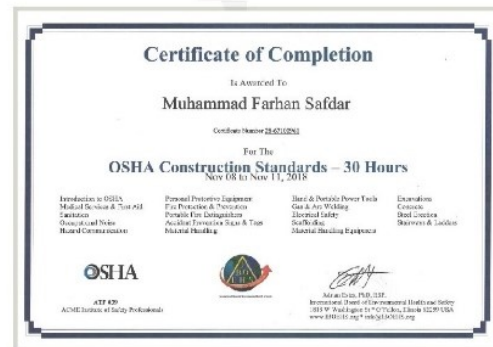 Certificate of Completion
Is Awarded To
Muhammad Farhan Safdar
Certificate Number
For The
OSHA Construction Standards – 30 Hours
Nov 08 to Nov 11, 2018
Introduction to OSHA
Medical Services & First Aid
Sanitation
Occupational Noise
Hazard Communication
Personal Protective Equipment
Fire Protection & Prevention
Portable Fire Extinguishers
Accident Prevention Signs & Tags
Material Handling
Hand & Portable Power Tools
Gas & Arc Welding
Electrical Safety
Scaffolding
Material Handling Equipment
Excavations
Concrete
Steel Erection
Stairways & Ladders
OSHA
ACME Institute of Safety Professionals
International Board of Environmental Health and Safety